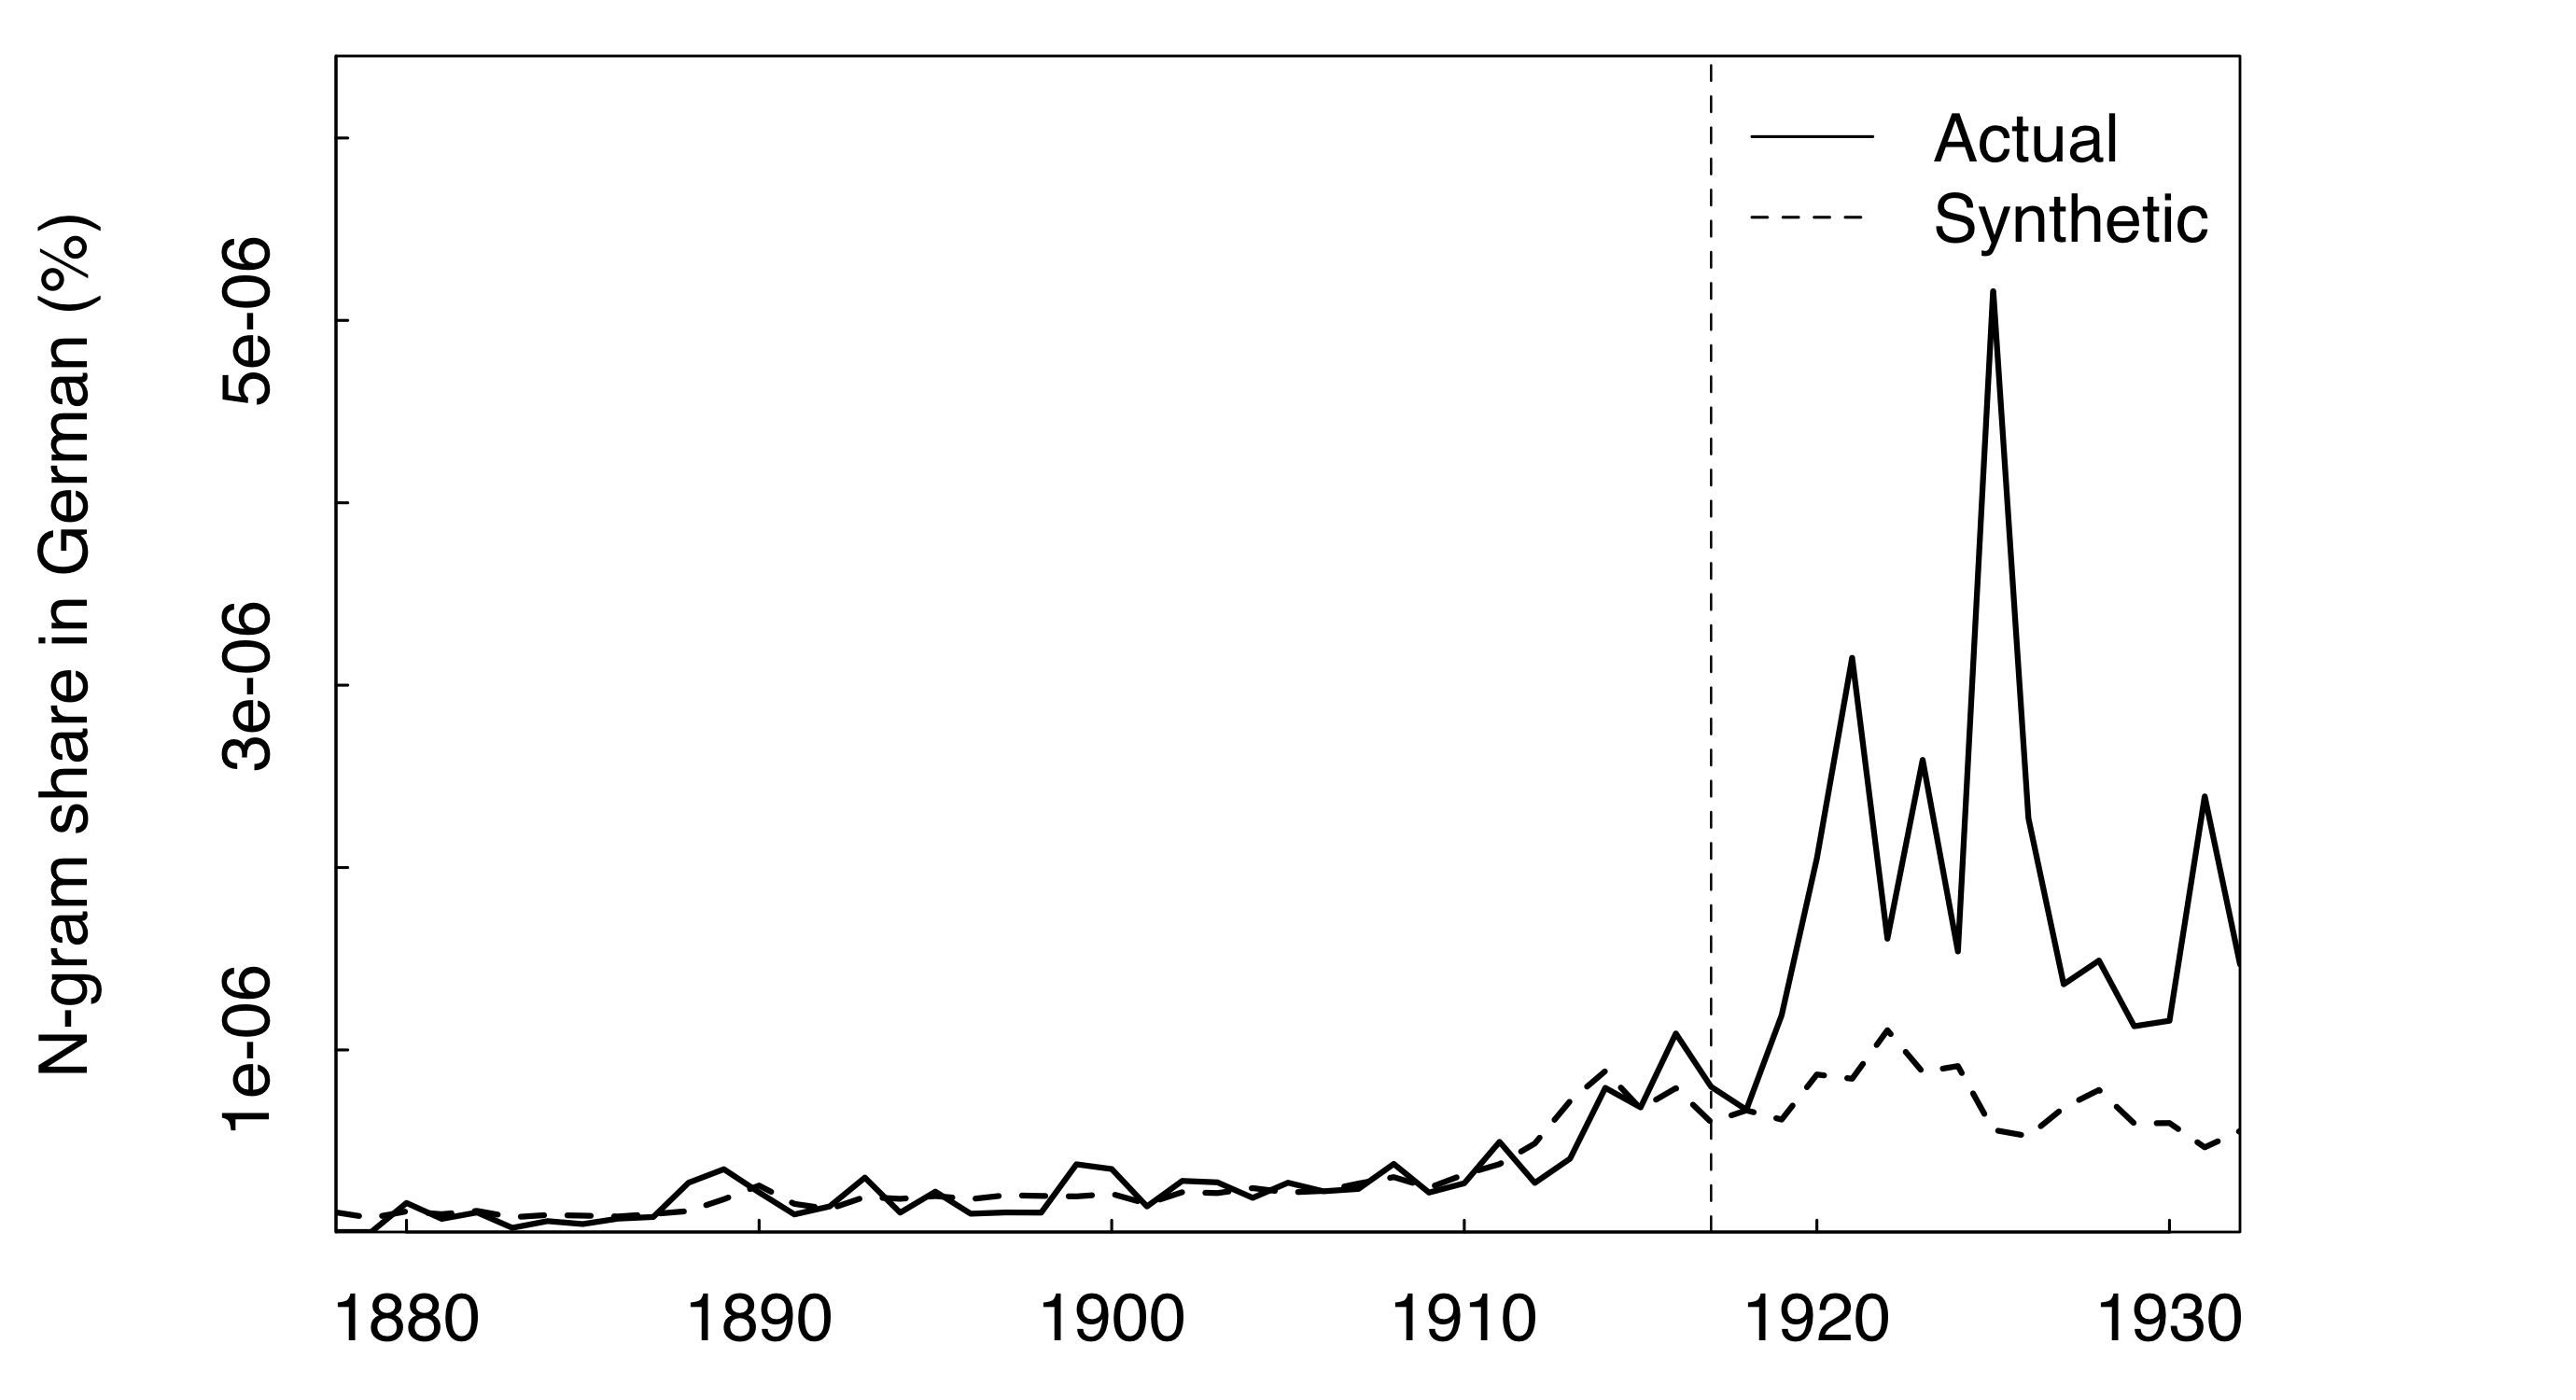 N-gram share in German (%)
5e-06
3e-06
1e-06
Actual
Synthetic
1880 1890 1900 1910 1920 1930